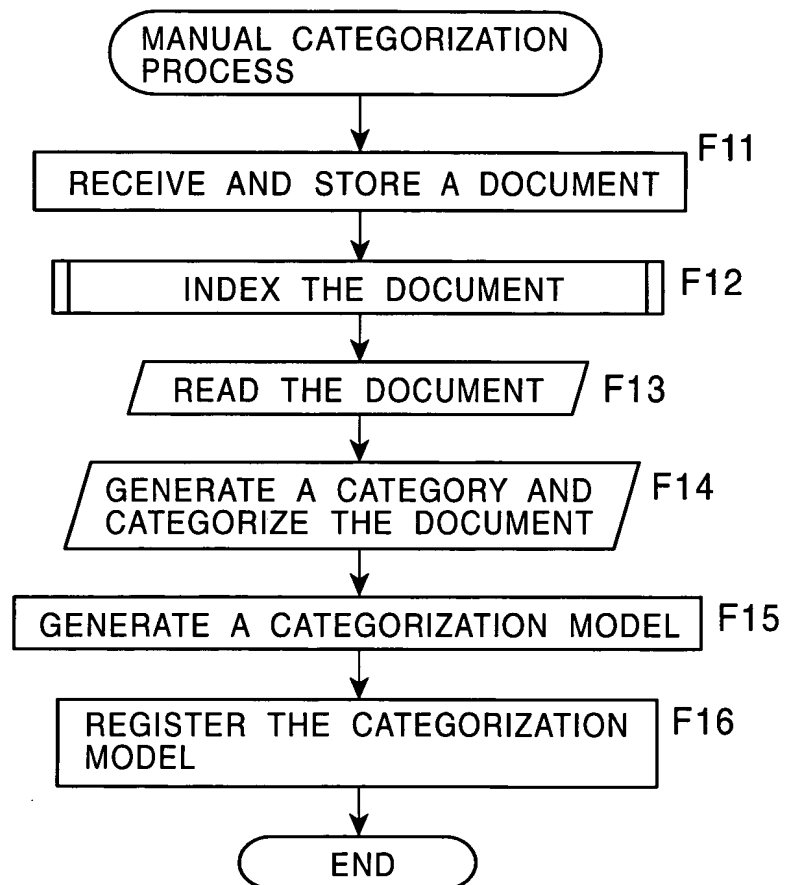 MANUAL CATEGORIZATION
PROCESS
F11
RECEIVE AND STORE A DOCUMENT
INDEX THE DOCUMENT
F12
READ THE DOCUMENT
F13
GENERATE A CATEGORY AND
CATEGORIZE THE DOCUMENT
F14
GENERATE A CATEGORIZATION MODEL
F15
REGISTER THE CATEGORIZATION
MODEL
F16
END